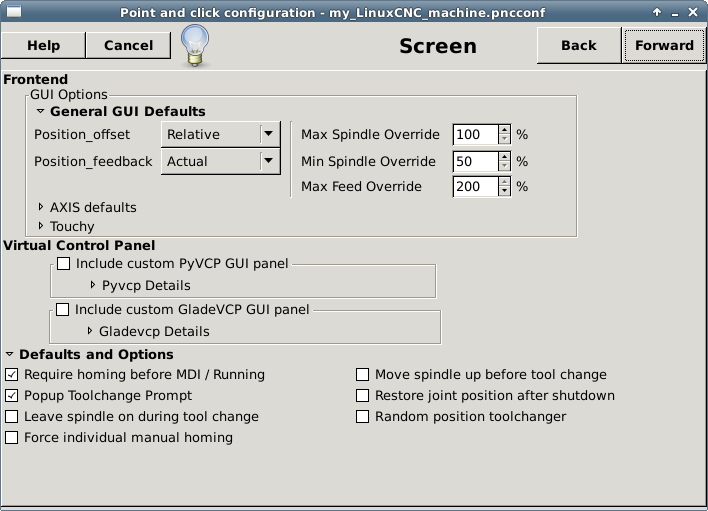 Point and click configuration - my_LinuxCNC_machine.pncconf
Help Cancel Screen Back Forward
Frontend
GUI Options
General GUI Defaults
Position_offset Relative Max Spindle Override 100 %
Position_feedback Actual Min Spindle Override 50 %
Max Feed Override 200 %
AXIS defaults
Touchy
Virtual Control Panel
Include custom PyVCP GUI panel
Pyvcp Details
Include custom GladeVCP GUI panel
Gladevcp Details
Defaults and Options
Require homing before MDI / Running Move spindle up before tool change
Popup Toolchange Prompt Restore joint position after shutdown
Leave spindle on during tool change Random position toolchanger
Force individual manual homing